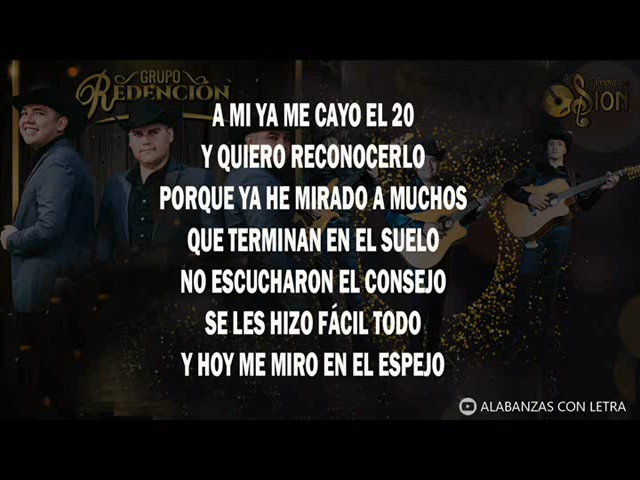 GRUPO
REDENCIÓN
SION
A MI YA ME CAYO EL 20
Y QUIERO RECONOCERLO
PORQUE YA HE MIRADO A MUCHOS
QUE TERMINAN EN EL SUELO
NO ESCUCHARON EL CONSEJO
SE LES HIZO FÁCIL TODO
Y HOY ME MIRO EN EL ESPEJO
ALABANZAS CON LETRA